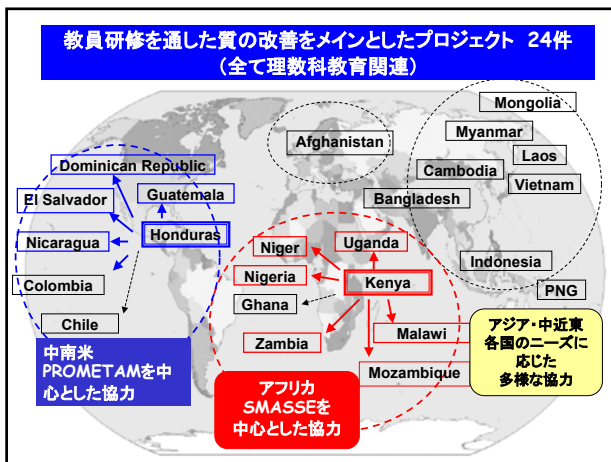 教員研修を通した質の改善をメインとしたプロジェクト 24件
（全て理数科教育関連）
Mongolia
Myanmar
Afghanistan
Laos
Dominican Republic
Cambodia
Vietnam
El Salvador
Guatemala
Bangladesh
Honduras
Nicaragua
Niger
Uganda
Indonesia
Nigeria
Kenya
Colombia
PNG
Ghana
Chile
Malawi
Zambia
Mozambique
中南米
PROMETAMを中
心とした協力
アフリカ
SMASSEを
中心とした協力
アジア・中近東
各国のニーズに
応じた
多様な協力